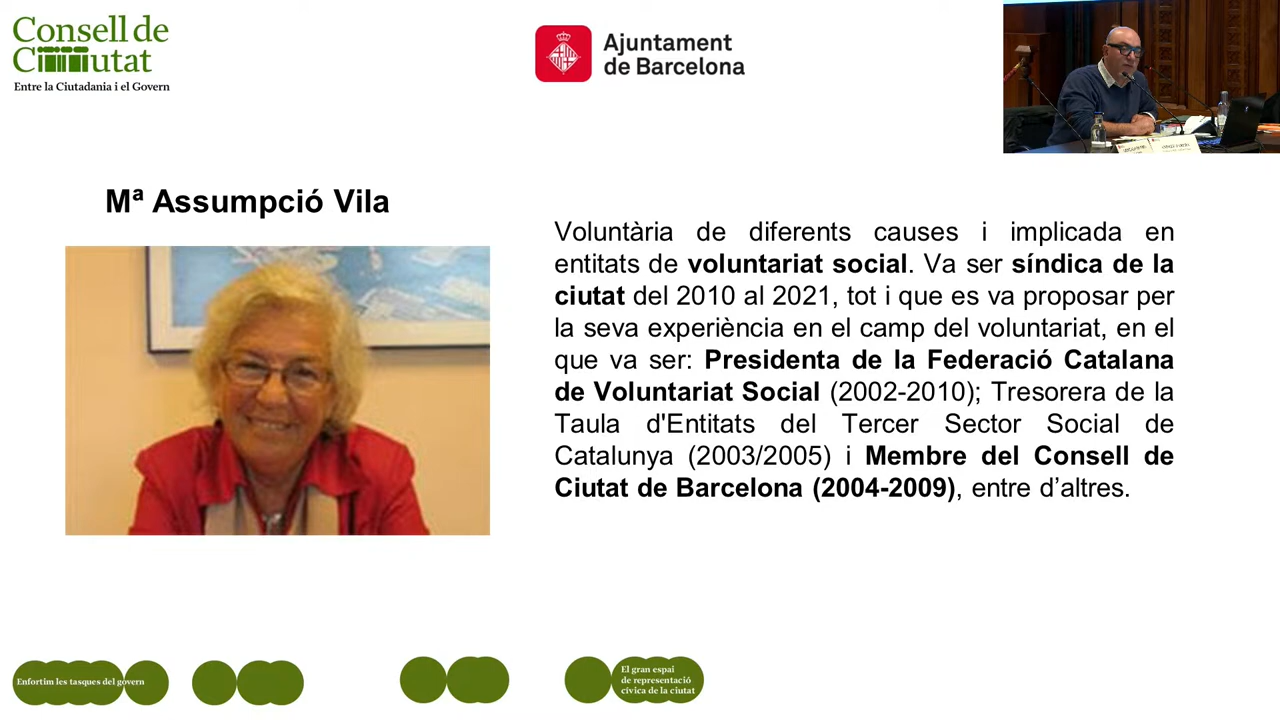 Consell de
Ciutat
Entre la Ciutadania i el Govern
Ajuntament
de Barcelona
Mª Assumpció Vila
Voluntària de diferents causes i implicada en
entitats de voluntariat social. Va ser síndica de la
ciutat del 2010 al 2021, tot i que es va proposar per
la seva experiència en el camp del voluntariat, en el
que va ser: Presidenta de la Federació Catalana
de Voluntariat Social (2002-2010); Tresorera de la
Taula d'Entitats del Tercer Sector Social de
Catalunya (2003/2005) i Membre del Consell de
Ciutat de Barcelona (2004-2009), entre d’altres.
Enfortim les tasques del govern
El gran espai
de representació
cívica de la ciutat